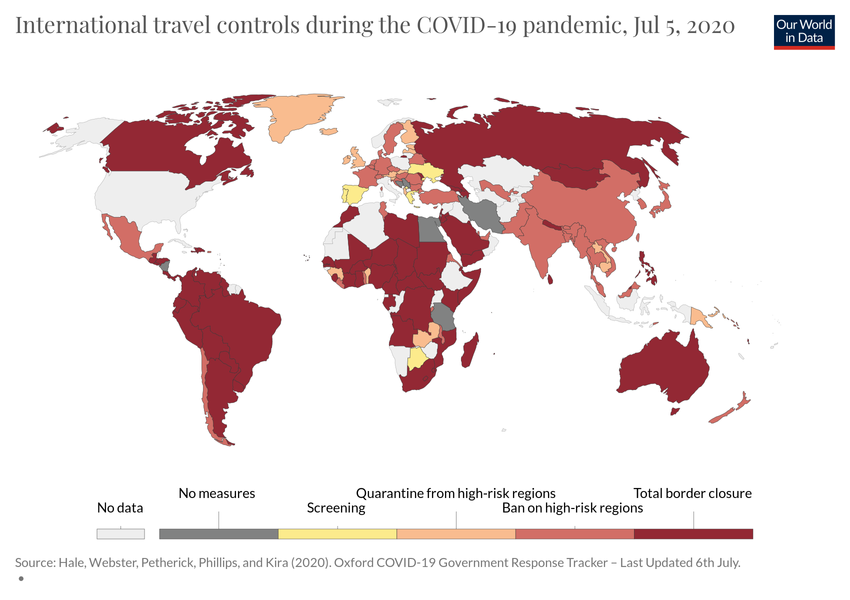 International travel controls during the COVID-19 pandemic, Jul 5, 2020
Our World
in Data
No data
No measures
Screening
Quarantine from high-risk regions
Ban on high-risk regions
Total border closure
Source: Hale, Webster, Petherick, Phillips, and Kira (2020). Oxford COVID-19 Government Response Tracker – Last Updated 6th July.
•